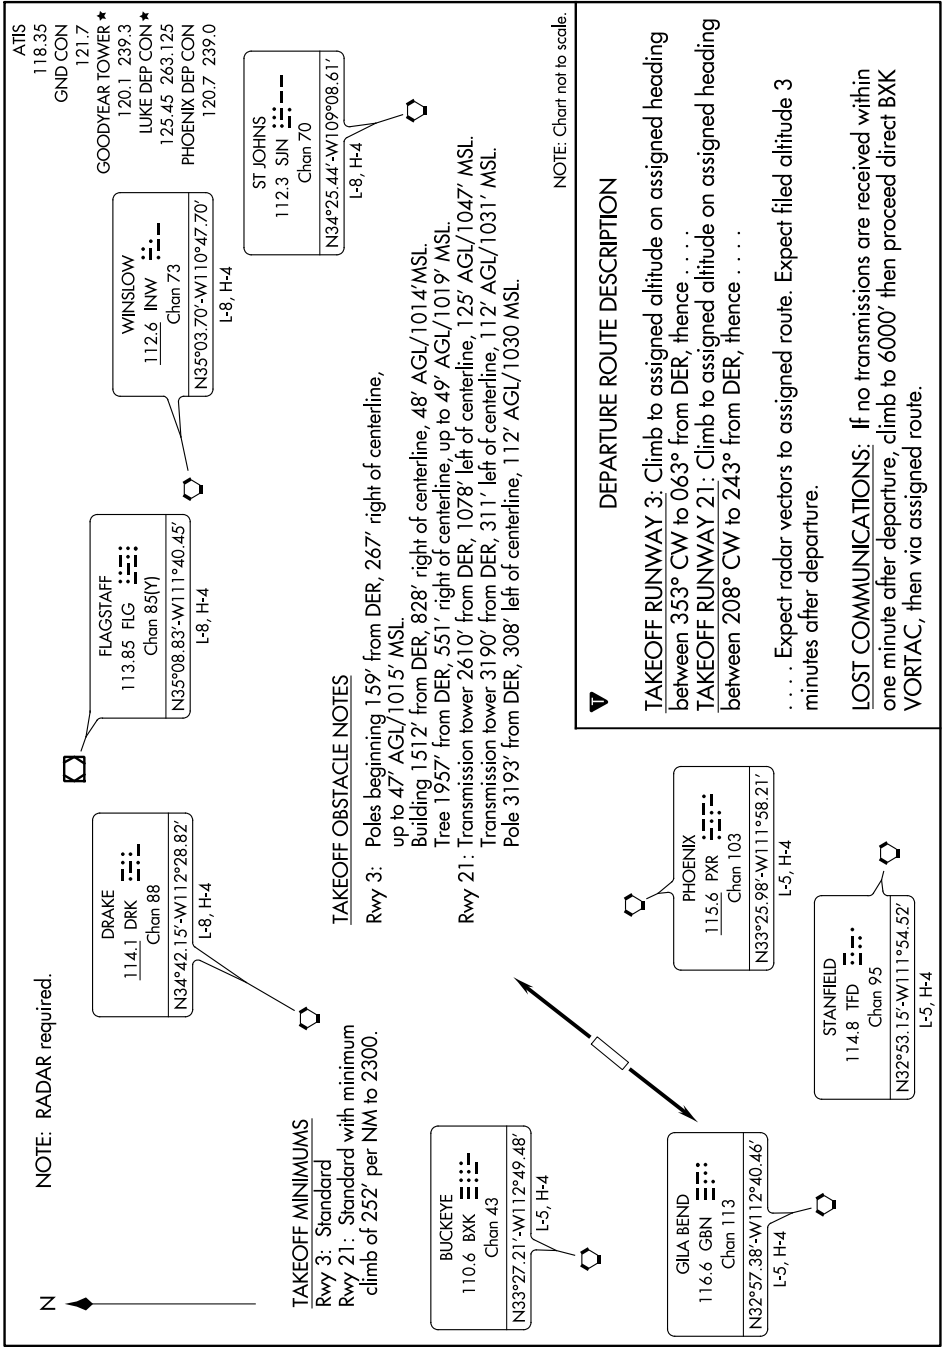 ATIS
118.35
GND CON
121.7
GOODYEAR TOWER ★
120.1 239.3
LUKE DEP CON ★
125.45 263.125
PHOENIX DEP CON
120.7 239.0
N
NOTE: RADAR required.
DRAKE
114.1 DRK
Chan 88
N34°42.15'-W112°28.82'
L-8, H-4
FLAGSTAFF
113.85 FLG
Chan 85(Y)
N35°08.83'-W111°40.45'
L-8, H-4
WINSLOW
112.6 INW
Chan 73
N35°03.70'-W110°47.70'
L-8, H-4
ST JOHNS
112.3 SJN
Chan 70
N34°25.44'-W109°08.61'
L-8, H-4
TAKEOFF MINIMUMS
Rwy 3: Standard
Rwy 21: Standard with minimum
climb of 252' per NM to 2300.
TAKEOFF OBSTACLE NOTES
Rwy 3: Poles beginning 159' from DER, 267' right of centerline,
up to 47' AGL/1015' MSL.
Building 1512' from DER, 828' right of centerline, 48' AGL/1014'MSL.
Tree 1957' from DER, 551' right of centerline, up to 49' AGL/1019' MSL.
Rwy 21: Transmission tower 2610' from DER, 1078' left of centerline, 125' AGL/1047' MSL.
Transmission tower 3190' from DER, 311' left of centerline, 112' AGL/1031' MSL.
Pole 3193' from DER, 308' left of centerline, 112' AGL/1030 MSL.
NOTE: Chart not to scale.
BUCKEYE
110.6 BXK
Chan 43
N33°27.21'-W112°49.48'
L-5, H-4
GILA BEND
116.6 GBN
Chan 113
N32°57.38'-W112°40.46'
L-5, H-4
PHOENIX
115.6 PXR
Chan 103
N33°25.98'-W111°58.21'
L-5, H-4
STANFIELD
114.8 TFD
Chan 95
N32°53.15'-W111°54.52'
L-5, H-4
T
DEPARTURE ROUTE DESCRIPTION
TAKEOFF RUNWAY 3: Climb to assigned altitude on assigned heading
between 353° CW to 063° from DER, thence . . . .
TAKEOFF RUNWAY 21: Climb to assigned altitude on assigned heading
between 208° CW to 243° from DER, thence . . . .
. . . . Expect radar vectors to assigned route. Expect filed altitude 3
minutes after departure.
LOST COMMUNICATIONS: If no transmissions are received within
one minute after departure, climb to 6000' then proceed direct BXK
VORTAC, then via assigned route.